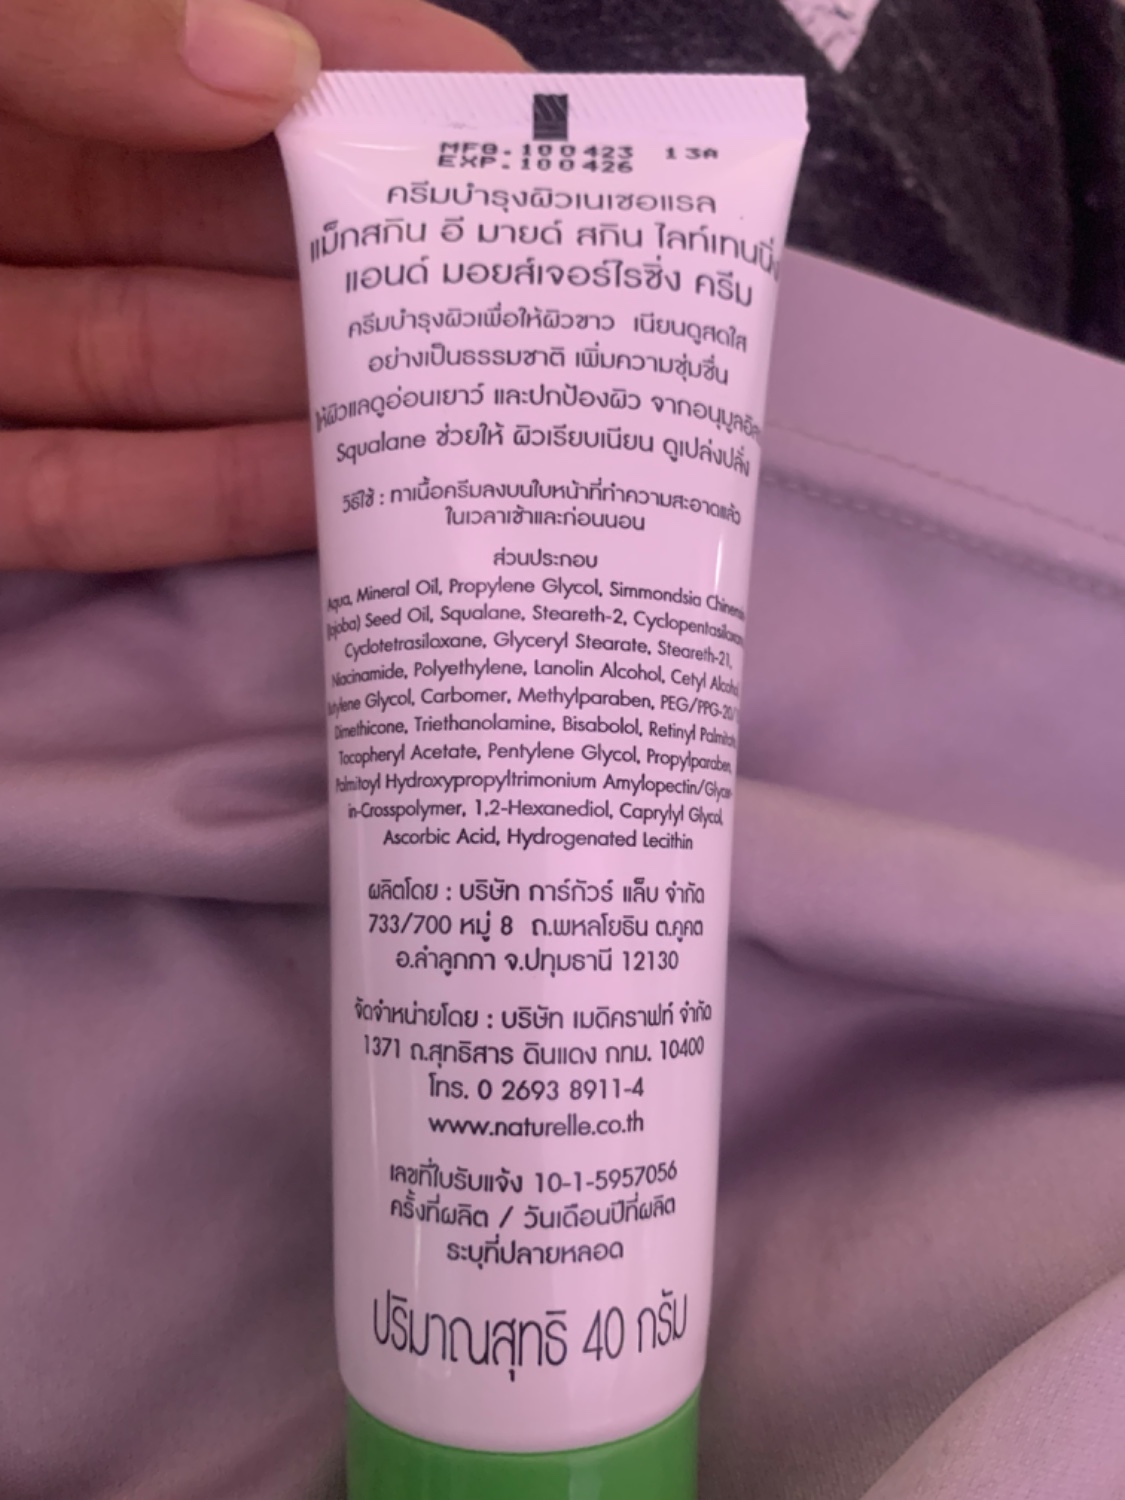 MFG.100423 13A
EXP.100426
ครีมบำรุงผิวเนเชอแรล
แม็กสกิน อี มายด์ สกิน ไลท์เทนนิ่ง
แอนด์ มอยส์เจอร์ไรซิ่ง ครีม
ครีมบำรุงผิวเพื่อให้ผิวขาว เนียนดูสดใส
อย่างเป็นธรรมชาติ เพิ่มความชุ่มชื่น
ให้ผิวแลดูอ่อนเยาว์ และปกป้องผิว จากอนุมูลอิสระ
Squalane ช่วยให้ ผิวเรียบเนียน ดูเปล่งปลั่ง
วิธีใช้ : ทาเนื้อครีมลงบนใบหน้าที่ทำความสะอาดแล้ว
ในเวลาเช้าและก่อนนอน
ส่วนประกอบ
Aqua, Mineral Oil, Propylene Glycol, Simmondsia Chinensis
(Jojoba) Seed Oil, Squalane, Steareth-2, Cyclopentasiloxane,
Cyclotetrasiloxane, Glyceryl Stearate, Steareth-21,
Niacinamide, Polyethylene, Lanolin Alcohol, Cetyl Alcohol,
Butylene Glycol, Carbomer, Methylparaben, PEG/PPG-20/
Dimethicone, Triethanolamine, Bisabolol, Retinyl Palmitate,
Tocopheryl Acetate, Pentylene Glycol, Propylparaben,
Palmitoyl Hydroxypropyltrimonium Amylopectin/Glycer-
in-Crosspolymer, 1,2-Hexanediol, Caprylyl Glycol,
Ascorbic Acid, Hydrogenated Lecithin
ผลิตโดย : บริษัท การ์กัวร์ แล็บ จำกัด
733/700 หมู่ 8 ถ.พหลโยธิน ต.คูคต
อ.ลำลูกกา จ.ปทุมธานี 12130
จัดจำหน่ายโดย : บริษัท เมดิคราฟท์ จำกัด
1371 ถ.สุทธิสาร ดินแดง กทม. 10400
โทร. 0 2693 8911-4
www.naturelle.co.th
เลขที่ใบรับแจ้ง 10-1-5957056
ครั้งที่ผลิต / วันเดือนปีที่ผลิต
ระบุที่ปลายหลอด
ปริมาณสุทธิ 40 กรัม